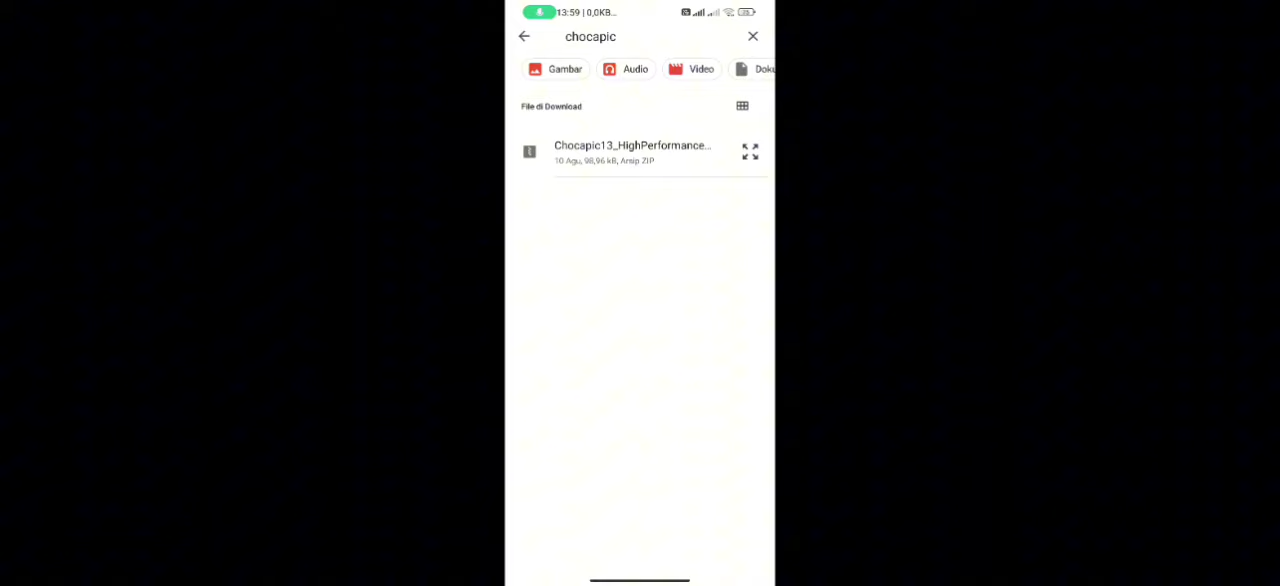 13:59 | 0,0KB...
chocapic
Gambar Audio Video Doku
File di Download
Chocapic13_HighPerformance...
10 Agu, 98,96 kB, Arsip ZIP